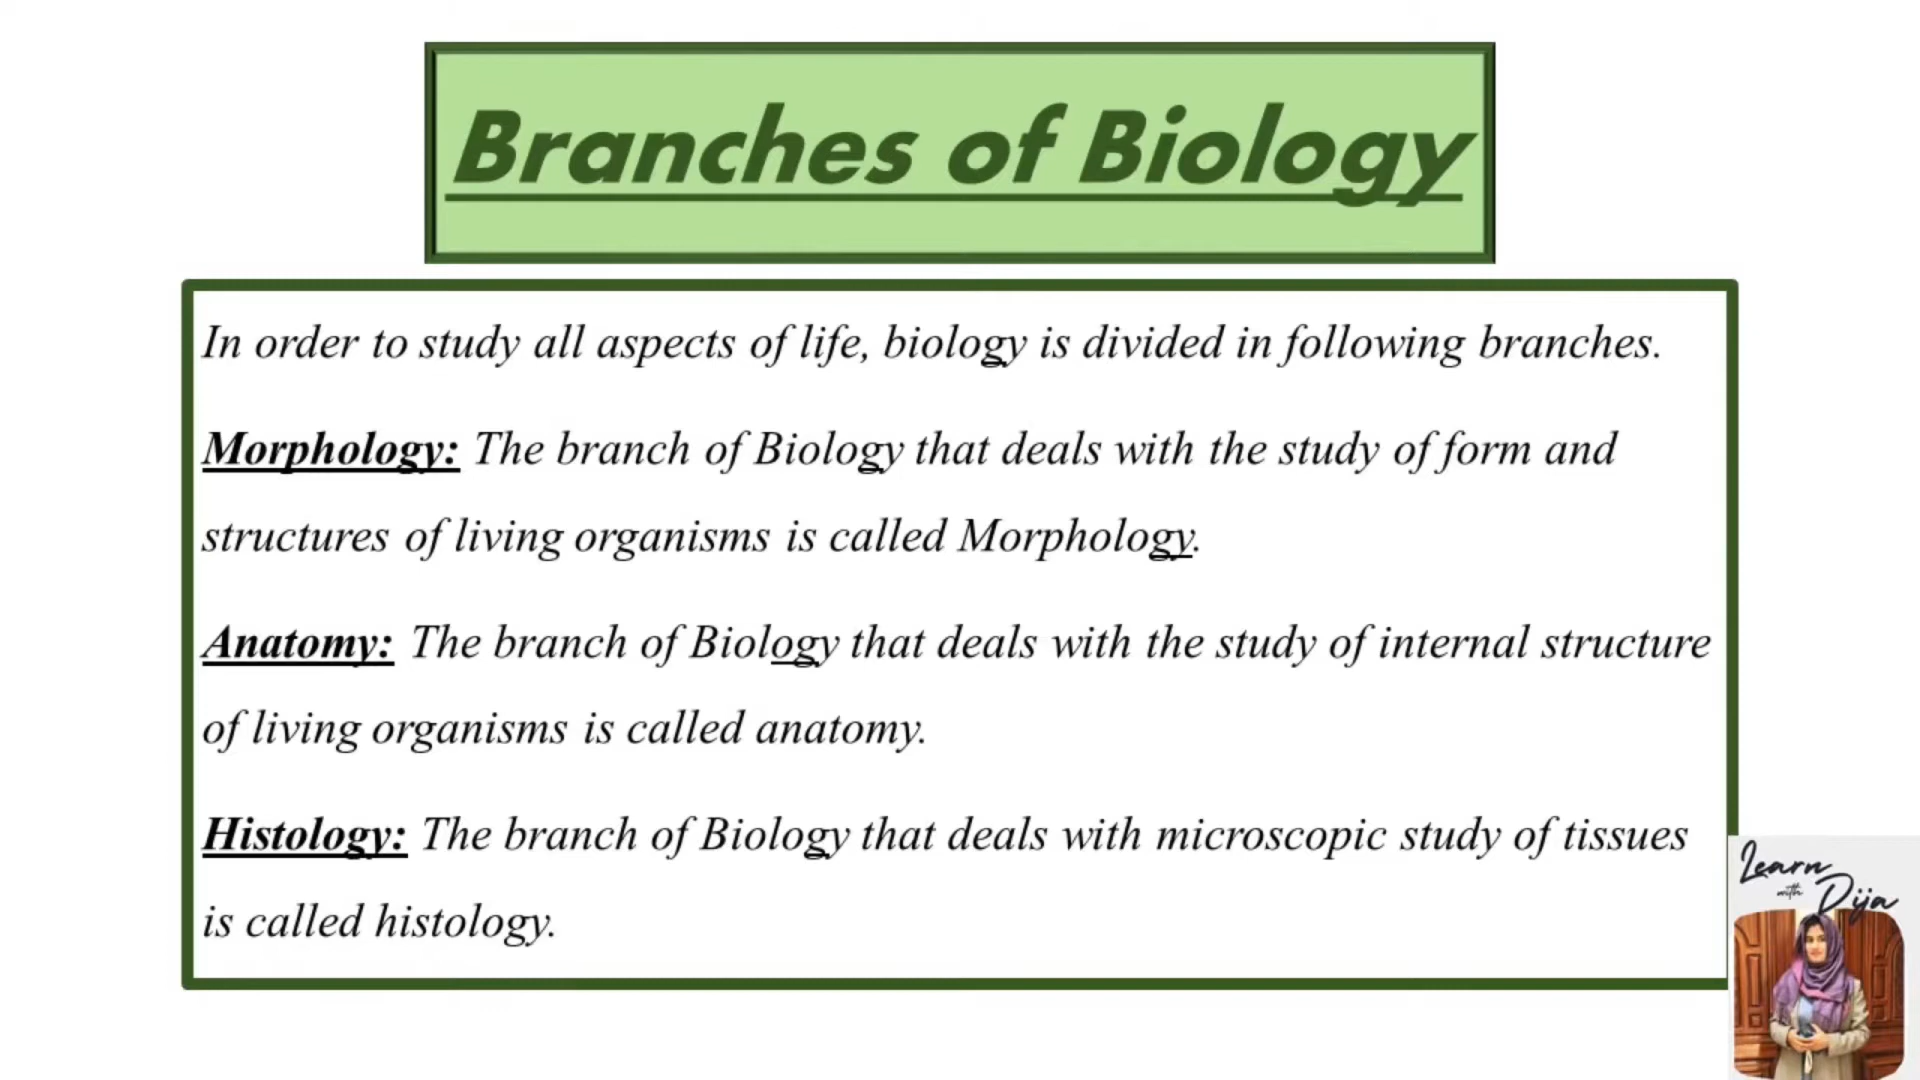 Branches of Biology
In order to study all aspects of life, biology is divided in following branches.
Morphology: The branch of Biology that deals with the study of form and
structures of living organisms is called Morphology.
Anatomy: The branch of Biology that deals with the study of internal structure
of living organisms is called anatomy.
Histology: The branch of Biology that deals with microscopic study of tissues
is called histology.
Learn
with
Dija